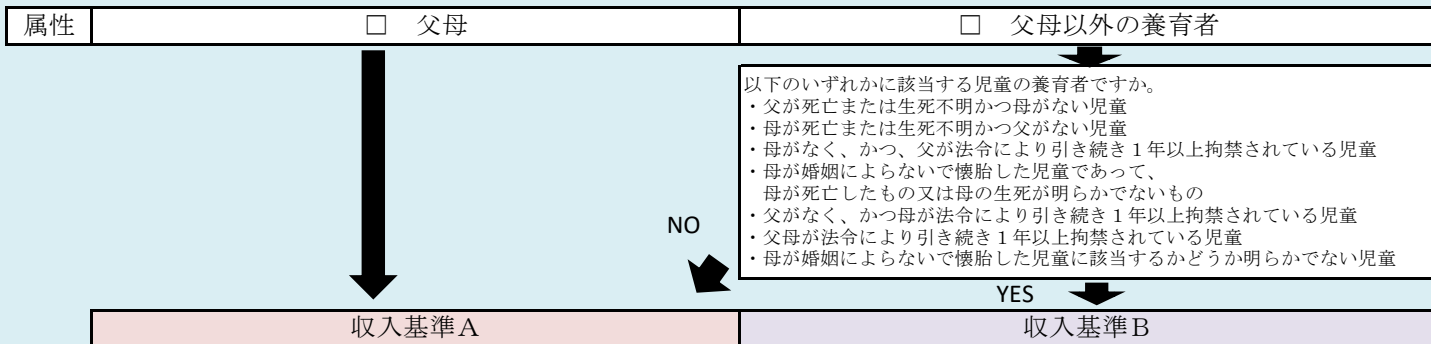 属性
□ 父母
□ 父母以外の養育者
以下のいずれかに該当する児童の養育者ですか。
・父が死亡または生死不明かつ母がない児童
・母が死亡または生死不明かつ父がない児童
・母がなく、かつ、父が法令により引き続き１年以上拘禁されている児童
・母が婚姻によらないで懐胎した児童であって、
母が死亡したもの又は母の生死が明らかでないもの
・父がなく、かつ母が法令により引き続き１年以上拘禁されている児童
・父母が法令により引き続き１年以上拘禁されている児童
・母が婚姻によらないで懐胎した児童に該当するかどうか明らかでない児童
NO
YES
収入基準Ａ
収入基準Ｂ